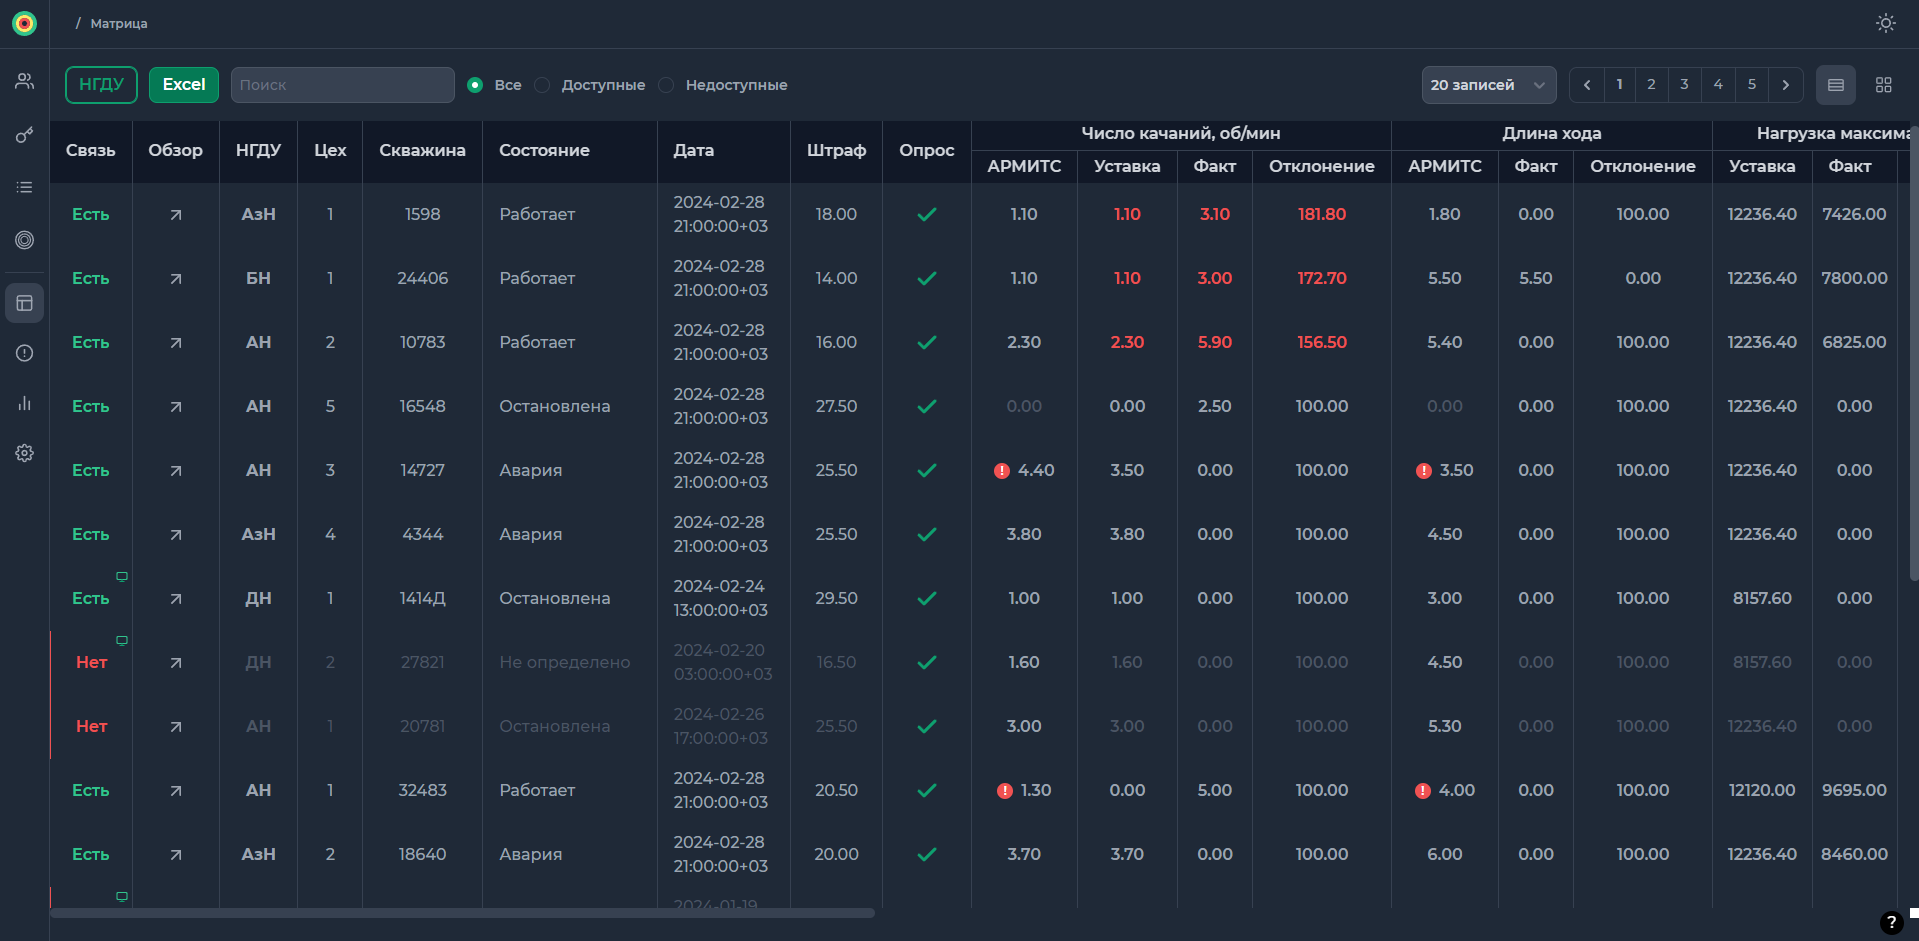 / Матрица
НГДУ Excel Поиск Все Доступные Недоступные 20 записей 1 2 3 4 5
Число качаний, об/мин Длина хода Нагрузка максима
Связь Обзор НГДУ Цех Скважина Состояние Дата Штраф Опрос
АРМИТС Уставка Факт Отклонение АРМИТС Факт Отклонение Уставка Факт
2024-02-28
Есть АзН 1 1598 Работает 18.00 1.10 1.10 3.10 181.80 1.80 0.00 100.00 12236.40 7426.00
21:00:00+03
2024-02-28
Есть БН 1 24406 Работает 14.00 1.10 1.10 3.00 172.70 5.50 5.50 0.00 12236.40 7800.00
21:00:00+03
2024-02-28
Есть АН 2 10783 Работает 16.00 2.30 2.30 5.90 156.50 5.40 0.00 100.00 12236.40 6825.00
21:00:00+03
2024-02-28
Есть АН 5 16548 Остановлена 27.50 0.00 0.00 2.50 100.00 0.00 0.00 100.00 12236.40 0.00
21:00:00+03
2024-02-28
Есть АН 3 14727 Авария 25.50 ! 4.40 3.50 0.00 100.00 ! 3.50 0.00 100.00 12236.40 0.00
21:00:00+03
2024-02-28
Есть АзН 4 4344 Авария 25.50 3.80 3.80 0.00 100.00 4.50 0.00 100.00 12236.40 0.00
21:00:00+03
2024-02-24
Есть ДН 1 1414Д Остановлена 29.50 1.00 1.00 0.00 100.00 3.00 0.00 100.00 8157.60 0.00
13:00:00+03
2024-02-20
Нет ДН 2 27821 Не определено 16.50 1.60 1.60 0.00 100.00 4.50 0.00 100.00 8157.60 0.00
03:00:00+03
2024-02-26
Нет АН 1 20781 Остановлена 25.50 3.00 3.00 0.00 100.00 5.30 0.00 100.00 12236.40 0.00
17:00:00+03
2024-02-28
Есть АН 1 32483 Работает 20.50 ! 1.30 0.00 5.00 100.00 ! 4.00 0.00 100.00 12120.00 9695.00
21:00:00+03
2024-02-28
Есть АзН 2 18640 Авария 20.00 3.70 3.70 0.00 100.00 6.00 0.00 100.00 12236.40 8460.00
21:00:00+03
2024-01-19
?